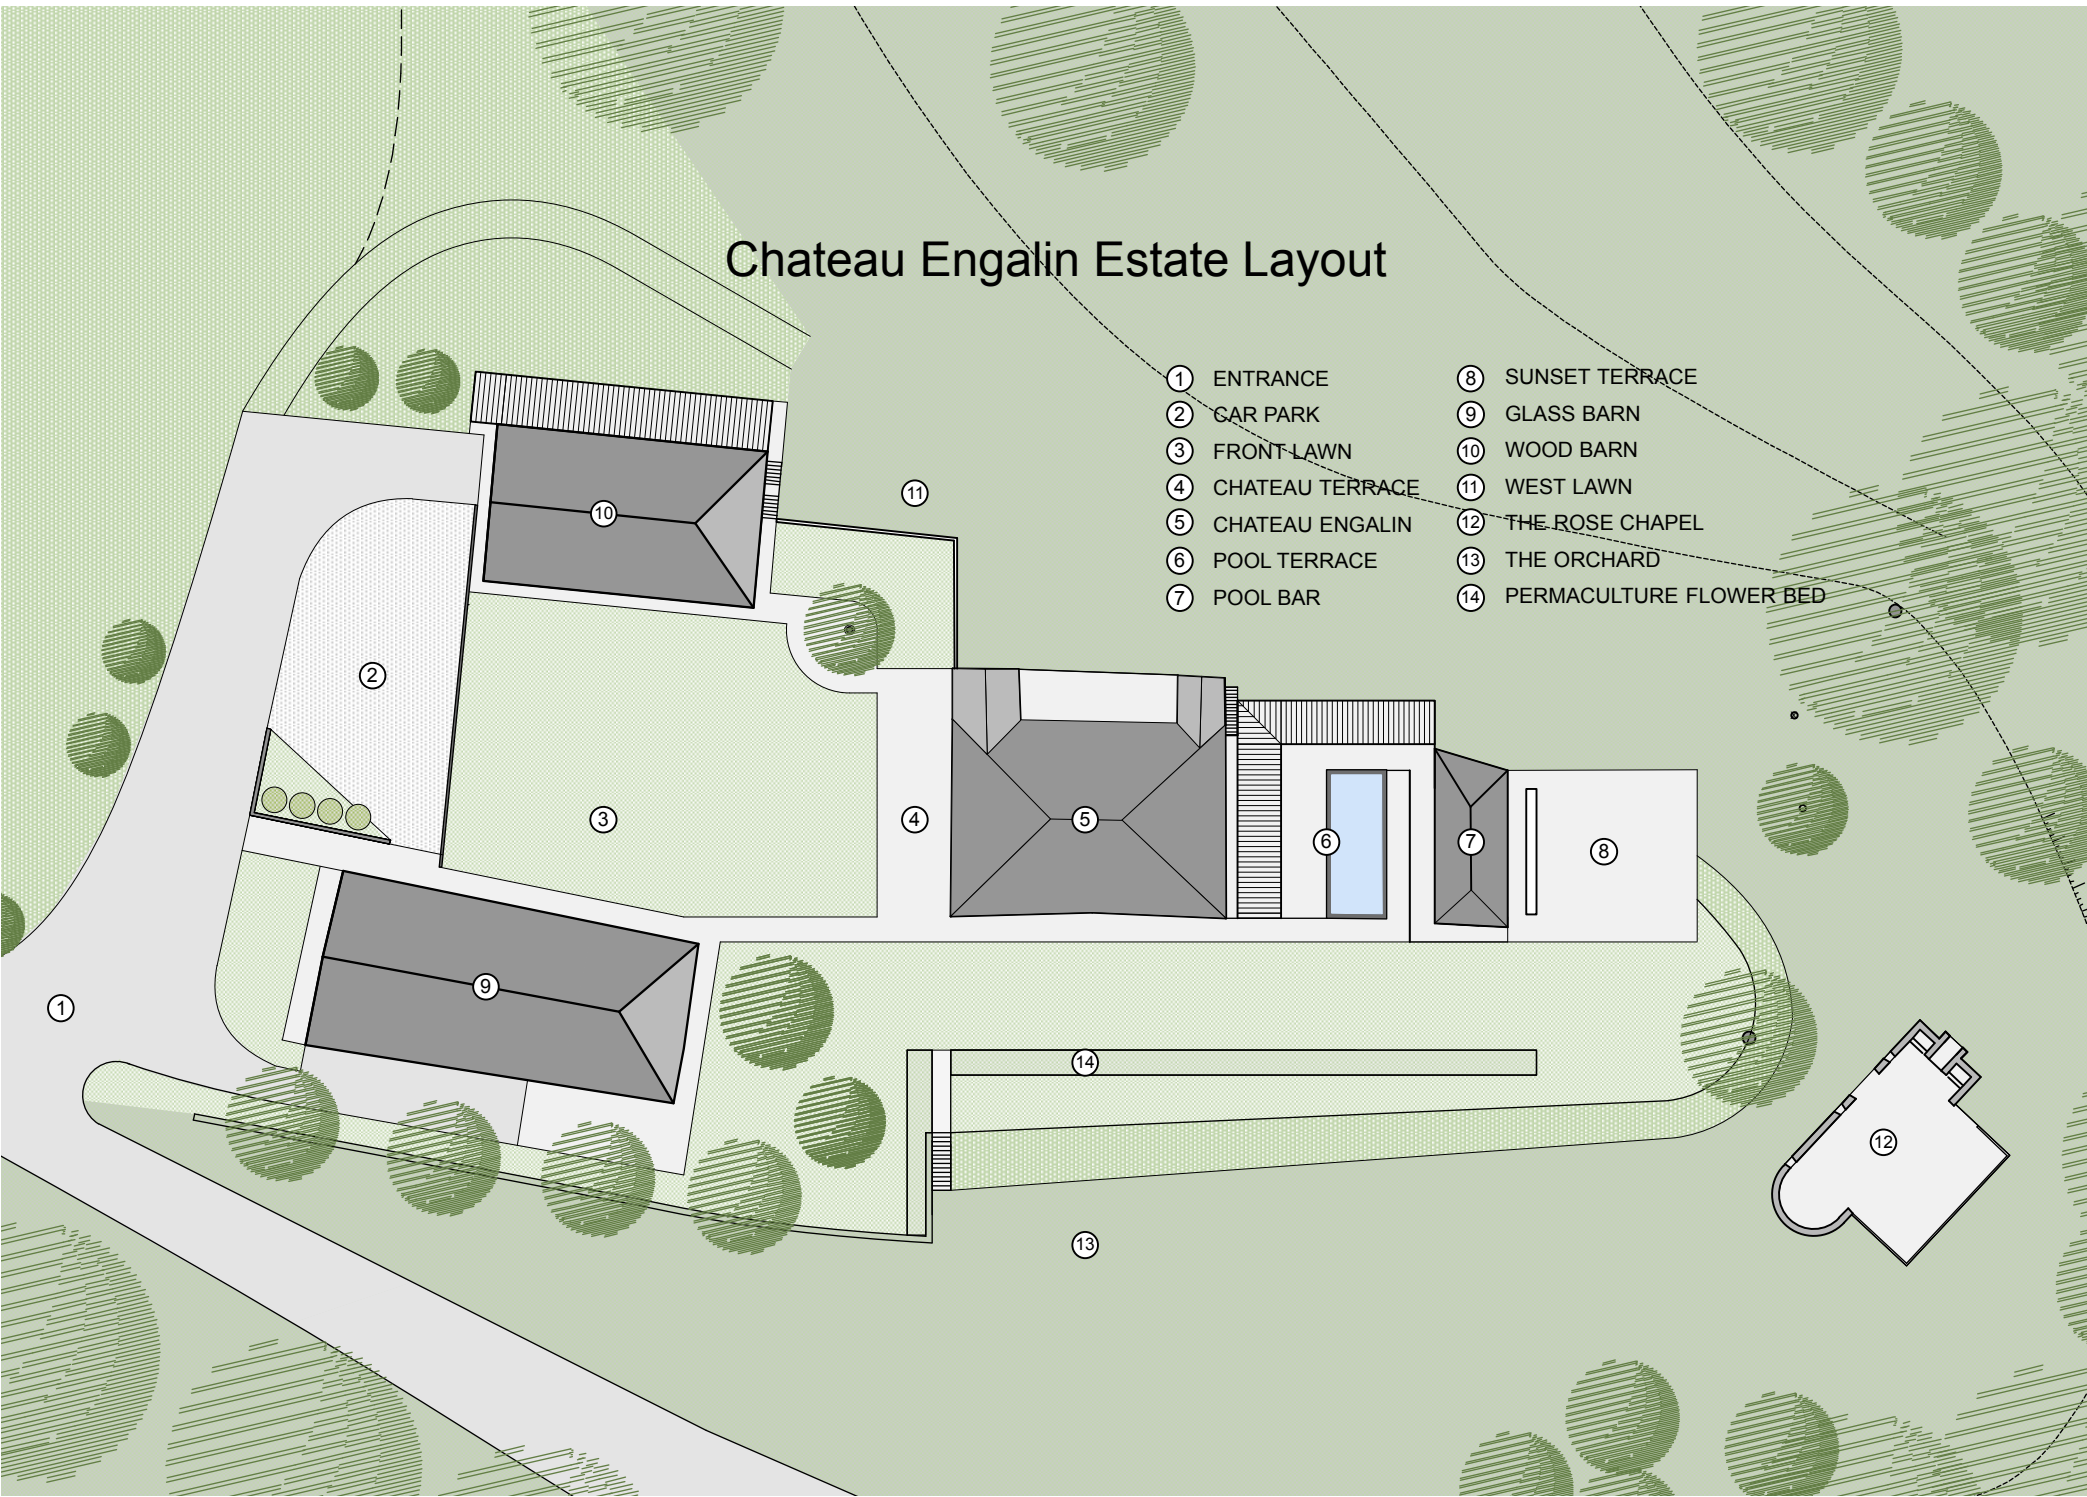 Chateau Engalin Estate Layout
1 ENTRANCE
2 CAR PARK
3 FRONT LAWN
4 CHATEAU TERRACE
5 CHATEAU ENGALIN
6 POOL TERRACE
7 POOL BAR
8 SUNSET TERRACE
9 GLASS BARN
10 WOOD BARN
11 WEST LAWN
12 THE ROSE CHAPEL
13 THE ORCHARD
14 PERMACULTURE FLOWER BED
11
10
2
3
4
5
6
7
8
9
1
14
12
13